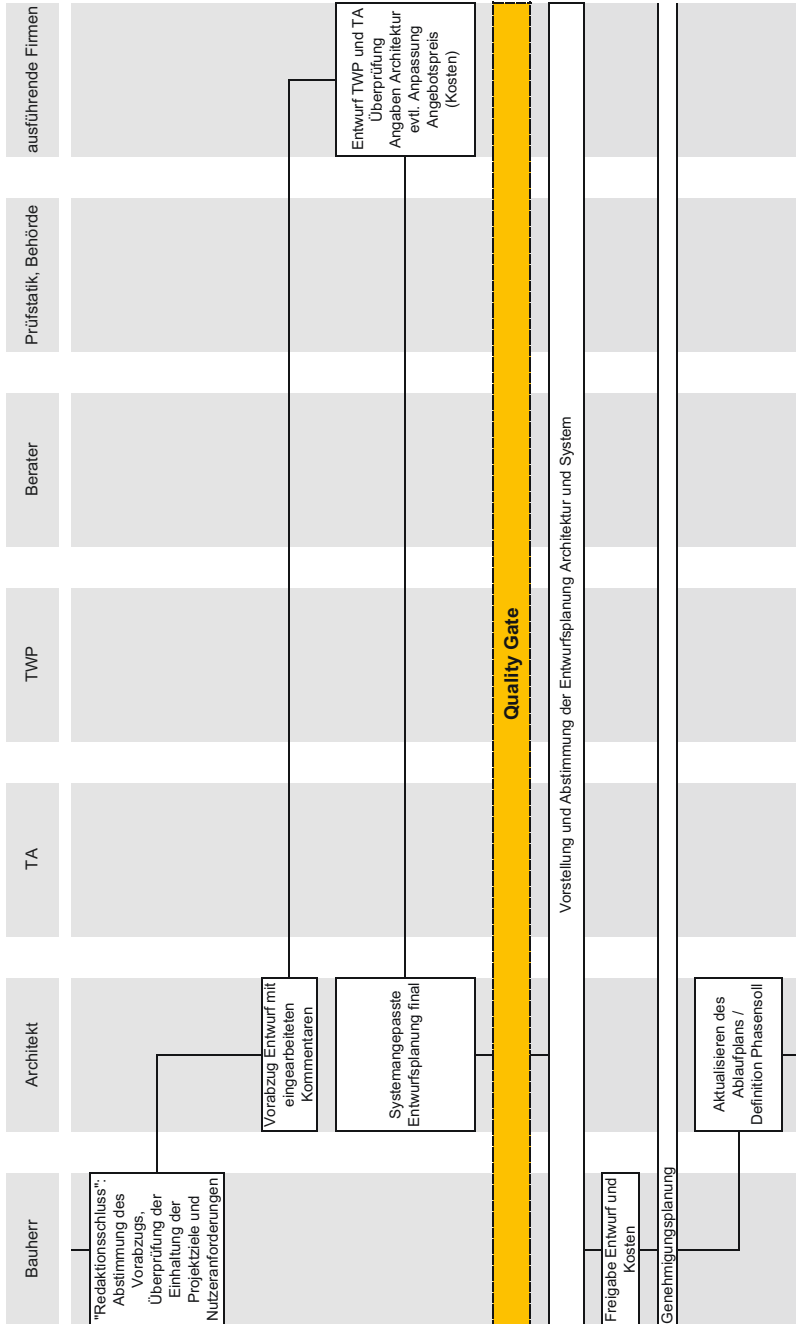 Bauherr
Architekt
TA
TWP
Berater
Prüfstatik, Behörde
ausführende Firmen
"Redaktionsschluss":
Abstimmung des
Vorabzugs,
Überprüfung der
Einhaltung der
Projektziele und
Nutzeranforderungen
Vorabzug Entwurf mit
eingearbeiteten
Kommentaren
Systemangepasste
Entwurfsplanung final
Entwurf TWP und TA
Überprüfung
Angaben Architektur
evtl. Anpassung
Angebotspreis
(Kosten)
Quality Gate
Vorstellung und Abstimmung der Entwurfsplanung Architektur und System
Freigabe Entwurf und
Kosten
Genehmigungsplanung
Aktualisieren des
Ablaufplans /
Definition Phasensoll